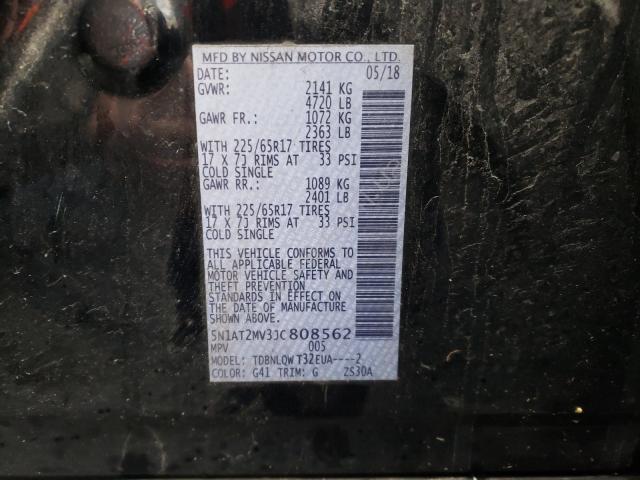 MFD BY NISSAN MOTOR CO., LTD.
DATE: 05/18
GVWR: 2141 KG
4720 LB
GAWR FR.: 1072 KG
2363 LB
WITH 225/65R17 TIRES
17 X 7J RIMS AT 33 PSI
COLD SINGLE
GAWR RR.: 1089 KG
2401 LB
WITH 225/65R17 TIRES
17 X 7J RIMS AT 33 PSI
COLD SINGLE
THIS VEHICLE CONFORMS TO
ALL APPLICABLE FEDERAL
MOTOR VEHICLE SAFETY AND
THEFT PREVENTION
STANDARDS IN EFFECT ON
THE DATE OF MANUFACTURE
SHOWN ABOVE.
5N1AT2MV3JC808562
MPV 005
MODEL: TDBNLQW T32EUA----2
COLOR: G41 TRIM: G ZS30A